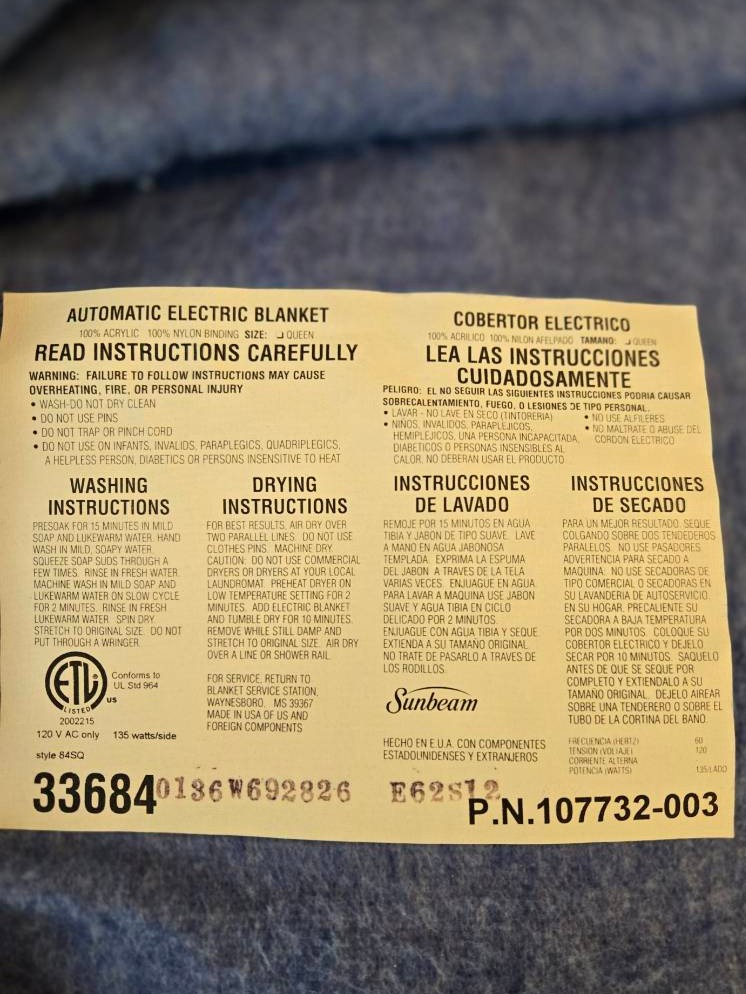 AUTOMATIC ELECTRIC BLANKET
100% ACRYLIC 100% NYLON BINDING SIZE: QUEEN
READ INSTRUCTIONS CAREFULLY
WARNING: FAILURE TO FOLLOW INSTRUCTIONS MAY CAUSE
OVERHEATING, FIRE, OR PERSONAL INJURY
• WASH-DO NOT DRY CLEAN
• DO NOT USE PINS
• DO NOT TRAP OR PINCH CORD
• DO NOT USE ON INFANTS, INVALIDS, PARAPLEGICS, QUADRIPLEGICS,
A HELPLESS PERSON, DIABETICS OR PERSONS INSENSITIVE TO HEAT
WASHING
INSTRUCTIONS
PRESOAK FOR 15 MINUTES IN MILD
SOAP AND LUKEWARM WATER. HAND
WASH IN MILD, SOAPY WATER.
SQUEEZE SOAP SUDS THROUGH A
FEW TIMES. RINSE IN FRESH WATER.
MACHINE WASH IN MILD SOAP AND
LUKEWARM WATER ON SLOW CYCLE
FOR 2 MINUTES. RINSE IN FRESH
LUKEWARM WATER. SPIN DRY.
STRETCH TO ORIGINAL SIZE. DO NOT
PUT THROUGH A WRINGER.
DRYING
INSTRUCTIONS
FOR BEST RESULTS, AIR DRY OVER
TWO PARALLEL LINES. DO NOT USE
CLOTHES PINS. MACHINE DRY.
CAUTION: DO NOT USE COMMERCIAL
DRYERS OR DRYERS AT YOUR LOCAL
LAUNDROMAT. PREHEAT DRYER ON
LOW TEMPERATURE SETTING FOR 2
MINUTES. ADD ELECTRIC BLANKET
AND TUMBLE DRY FOR 10 MINUTES.
REMOVE WHILE STILL DAMP AND
STRETCH TO ORIGINAL SIZE. AIR DRY
OVER A LINE OR SHOWER RAIL.
FOR SERVICE, RETURN TO
BLANKET SERVICE STATION,
WAYNESBORO, MS 39367
MADE IN USA OF US AND
FOREIGN COMPONENTS
ETL
LISTED
us
Conforms to
UL Std 964
2002215
120 V AC only 135 watts/side
style 84SQ
33684 0136W692826 E62S12
COBERTOR ELECTRICO
100% ACRILICO 100% NILON AFELPADO TAMANO: QUEEN
LEA LAS INSTRUCCIONES
CUIDADOSAMENTE
PELIGRO: EL NO SEGUIR LAS SIGUIENTES INSTRUCCIONES PODRIA CAUSAR
SOBRECALENTAMIENTO, FUEGO, O LESIONES DE TIPO PERSONAL.
• LAVAR - NO LAVE EN SECO (TINTORERIA)
• NIÑOS, INVALIDOS, PARAPLEJICOS,
HEMIPLEJICOS, UNA PERSONA INCAPACITADA,
DIABETICOS O PERSONAS INSENSIBLES AL
CALOR, NO DEBERAN USAR EL PRODUCTO
• NO USE ALFILERES
• NO MALTRATE O ABUSE DEL
CORDON ELECTRICO
INSTRUCCIONES
DE LAVADO
REMOJE POR 15 MINUTOS EN AGUA
TIBIA Y JABON DE TIPO SUAVE. LAVE
A MANO EN AGUA JABONOSA
TEMPLADA. EXPRIMA LA ESPUMA
DEL JABON A TRAVES DE LA TELA
VARIAS VECES. ENJUAGUE EN AGUA.
PARA LAVAR A MAQUINA USE JABON
SUAVE Y AGUA TIBIA EN CICLO
DELICADO POR 2 MINUTOS.
ENJUAGUE CON AGUA TIBIA Y SEQUE.
EXTIENDA A SU TAMAÑO ORIGINAL.
NO TRATE DE PASARLO A TRAVES DE
LOS RODILLOS.
INSTRUCCIONES
DE SECADO
PARA UN MEJOR RESULTADO, SEQUE
COLGANDO SOBRE DOS TENDEDEROS
PARALELOS. NO USE PASADORES.
ADVERTENCIA PARA SECADO A
MAQUINA: NO USE SECADORAS DE
TIPO COMERCIAL O SECADORAS EN
SU LAVANDERIA DE AUTOSERVICIO.
EN SU HOGAR, PRECALIENTE SU
SECADORA A BAJA TEMPERATURA
POR DOS MINUTOS. COLOQUE SU
COBERTOR ELECTRICO Y DEJELO
SECAR POR 10 MINUTOS. SAQUELO
ANTES DE QUE SE SEQUE POR
COMPLETO Y EXTIENDALO A SU
TAMAÑO ORIGINAL. DEJELO AIREAR
SOBRE UNA TENDERERO O SOBRE EL
TUBO DE LA CORTINA DEL BAÑO.
Sunbeam
HECHO EN E.U.A. CON COMPONENTES
ESTADOUNIDENSES Y EXTRANJEROS
FRECUENCIA (HERTZ) 60
TENSION (VOLTAJE) 120
CORRIENTE ALTERNA
POTENCIA (WATTS) 135/LADO
P.N.107732-003